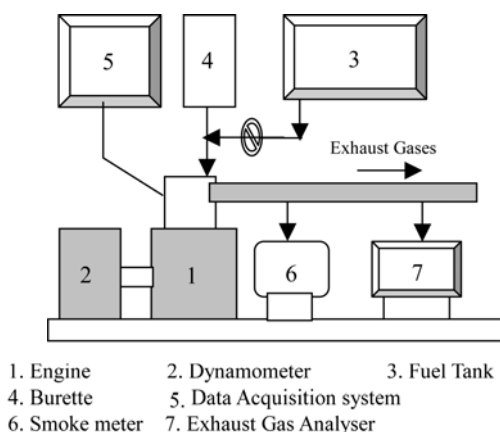 5
4
3
Exhaust Gases
2
1
6
7
1. Engine 2. Dynamometer 3. Fuel Tank
4. Burette 5. Data Acquisition system
6. Smoke meter 7. Exhaust Gas Analyser